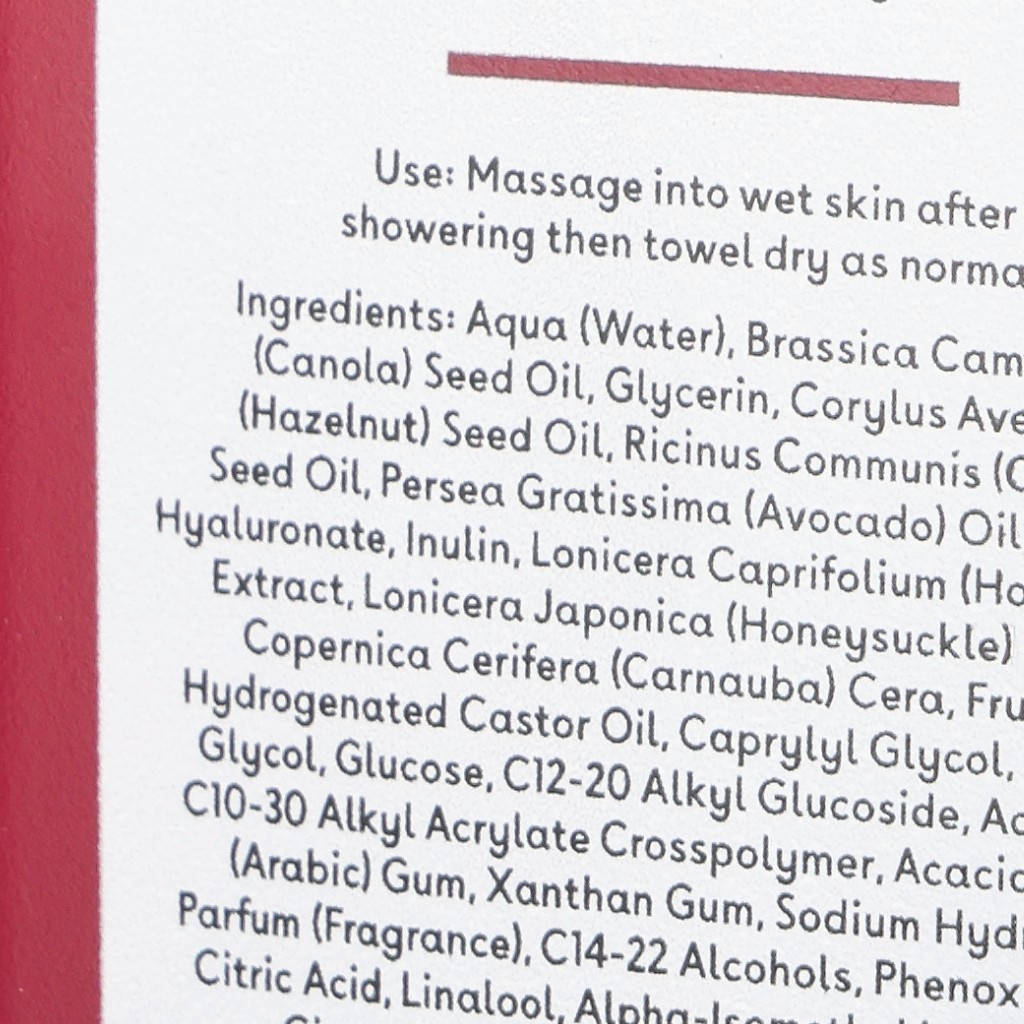 Use: Massage into wet skin after
showering then towel dry as norma
Ingredients: Aqua (Water), Brassica Cam
(Canola) Seed Oil, Glycerin, Corylus Ave
(Hazelnut) Seed Oil, Ricinus Communis (C
Seed Oil, Persea Gratissima (Avocado) Oil
Hyaluronate, Inulin, Lonicera Caprifolium (Ho
Extract, Lonicera Japonica (Honeysuckle)
Copernica Cerifera (Carnauba) Cera, Fru
Hydrogenated Castor Oil, Caprylyl Glycol,
Glycol, Glucose, C12-20 Alkyl Glucoside, Ac
C10-30 Alkyl Acrylate Crosspolymer, Acacia
(Arabic) Gum, Xanthan Gum, Sodium Hydr
Parfum (Fragrance), C14-22 Alcohols, Phenox
Citric Acid, Linalool,